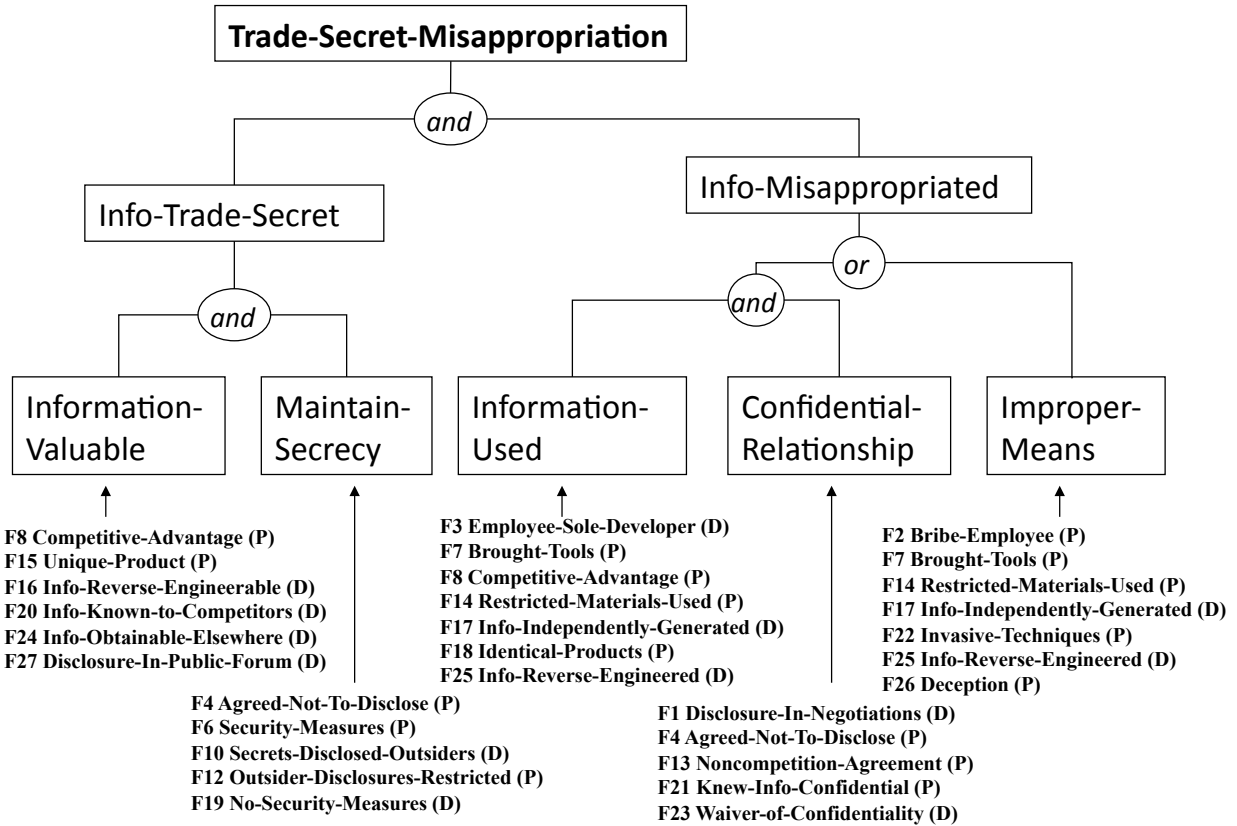 Trade-Secret-Misappropriation
and
Info-Trade-Secret
Info-Misappropriated
or
and
and
Information-
Valuable
Maintain-
Secrecy
Information-
Used
Confidential-
Relationship
Improper-
Means
F8 Competitive-Advantage (P)
F15 Unique-Product (P)
F16 Info-Reverse-Engineerable (D)
F20 Info-Known-to-Competitors (D)
F24 Info-Obtainable-Elsewhere (D)
F27 Disclosure-In-Public-Forum (D)
F4 Agreed-Not-To-Disclose (P)
F6 Security-Measures (P)
F10 Secrets-Disclosed-Outsiders (D)
F12 Outsider-Disclosures-Restricted (P)
F19 No-Security-Measures (D)
F3 Employee-Sole-Developer (D)
F7 Brought-Tools (P)
F8 Competitive-Advantage (P)
F14 Restricted-Materials-Used (P)
F17 Info-Independently-Generated (D)
F18 Identical-Products (P)
F25 Info-Reverse-Engineered (D)
F1 Disclosure-In-Negotiations (D)
F4 Agreed-Not-To-Disclose (P)
F13 Noncompetition-Agreement (P)
F21 Knew-Info-Confidential (P)
F23 Waiver-of-Confidentiality (D)
F2 Bribe-Employee (P)
F7 Brought-Tools (P)
F14 Restricted-Materials-Used (P)
F17 Info-Independently-Generated (D)
F22 Invasive-Techniques (P)
F25 Info-Reverse-Engineered (D)
F26 Deception (P)